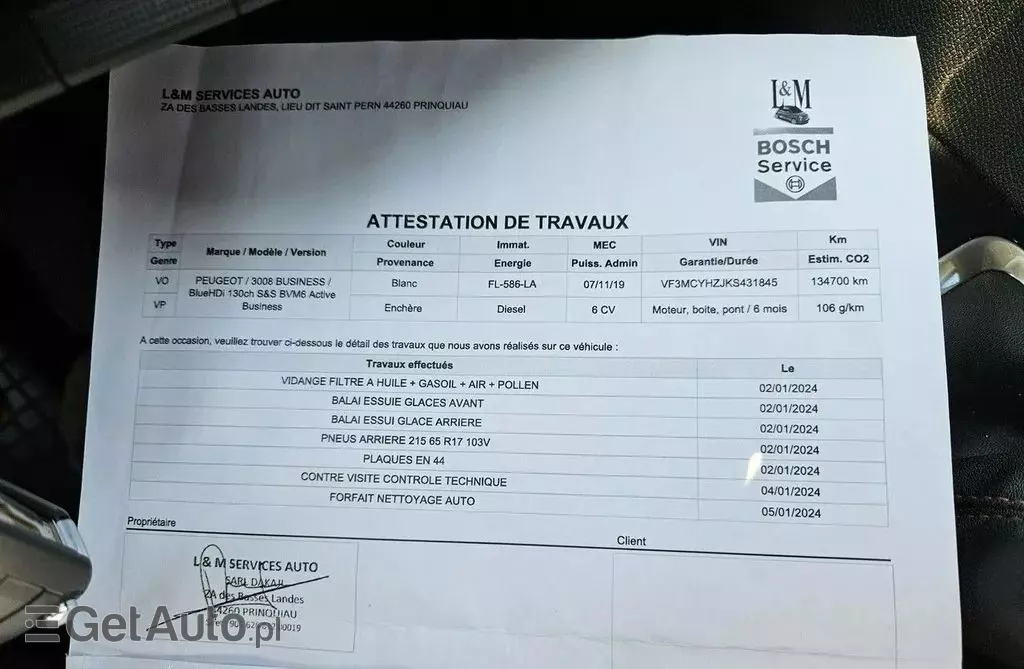 L&M SERVICES AUTO
ZA DES BASSES LANDES, LIEU DIT SAINT PERN 44260 PRINQUIAU
L&M
BOSCH
Service
ATTESTATION DE TRAVAUX
Type Marque / Modèle / Version Couleur Immat. MEC VIN Km
Genre Provenance Energie Puiss. Admin Garantie/Durée Estim. CO2
VO PEUGEOT / 3008 BUSINESS / Blanc FL-586-LA 07/11/19 VF3MCYHZJKS431845 134700 km
BlueHDi 130ch S&S BVM6 Active
VP Business Enchère Diesel 6 CV Moteur, boite, pont / 6 mois 106 g/km
A cette occasion, veuillez trouver ci-dessous le détail des travaux que nous avons réalisés sur ce véhicule :
Travaux effectués Le
VIDANGE FILTRE A HUILE + GASOIL + AIR + POLLEN 02/01/2024
BALAI ESSUIE GLACES AVANT 02/01/2024
BALAI ESSUI GLACE ARRIERE 02/01/2024
PNEUS ARRIERE 215 65 R17 103V 02/01/2024
PLAQUES EN 44 02/01/2024
CONTRE VISITE CONTROLE TECHNIQUE 04/01/2024
FORFAIT NETTOYAGE AUTO 05/01/2024
Propriétaire
Client
L& M SERVICES AUTO
SARL DAKAH
ZA des Basses Landes
44260 PRINQUIAU
GetAuto.pl